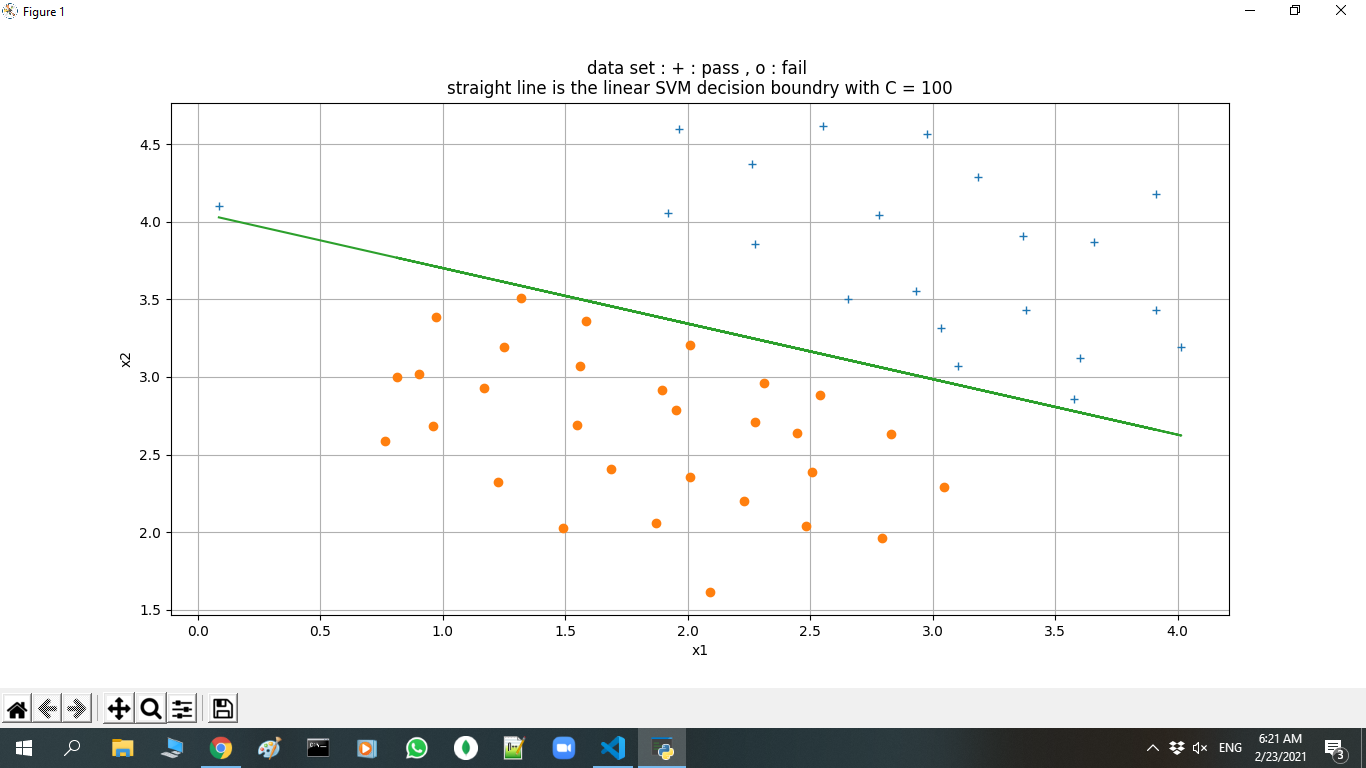 Figure 1
data set : + : pass , o : fail
straight line is the linear SVM decision boundry with C = 100
4.5
4.0
3.5
3.0
2.5
2.0
1.5
x2
0.0 0.5 1.0 1.5 2.0 2.5 3.0 3.5 4.0
x1
ENG
6:21 AM
2/23/2021
3